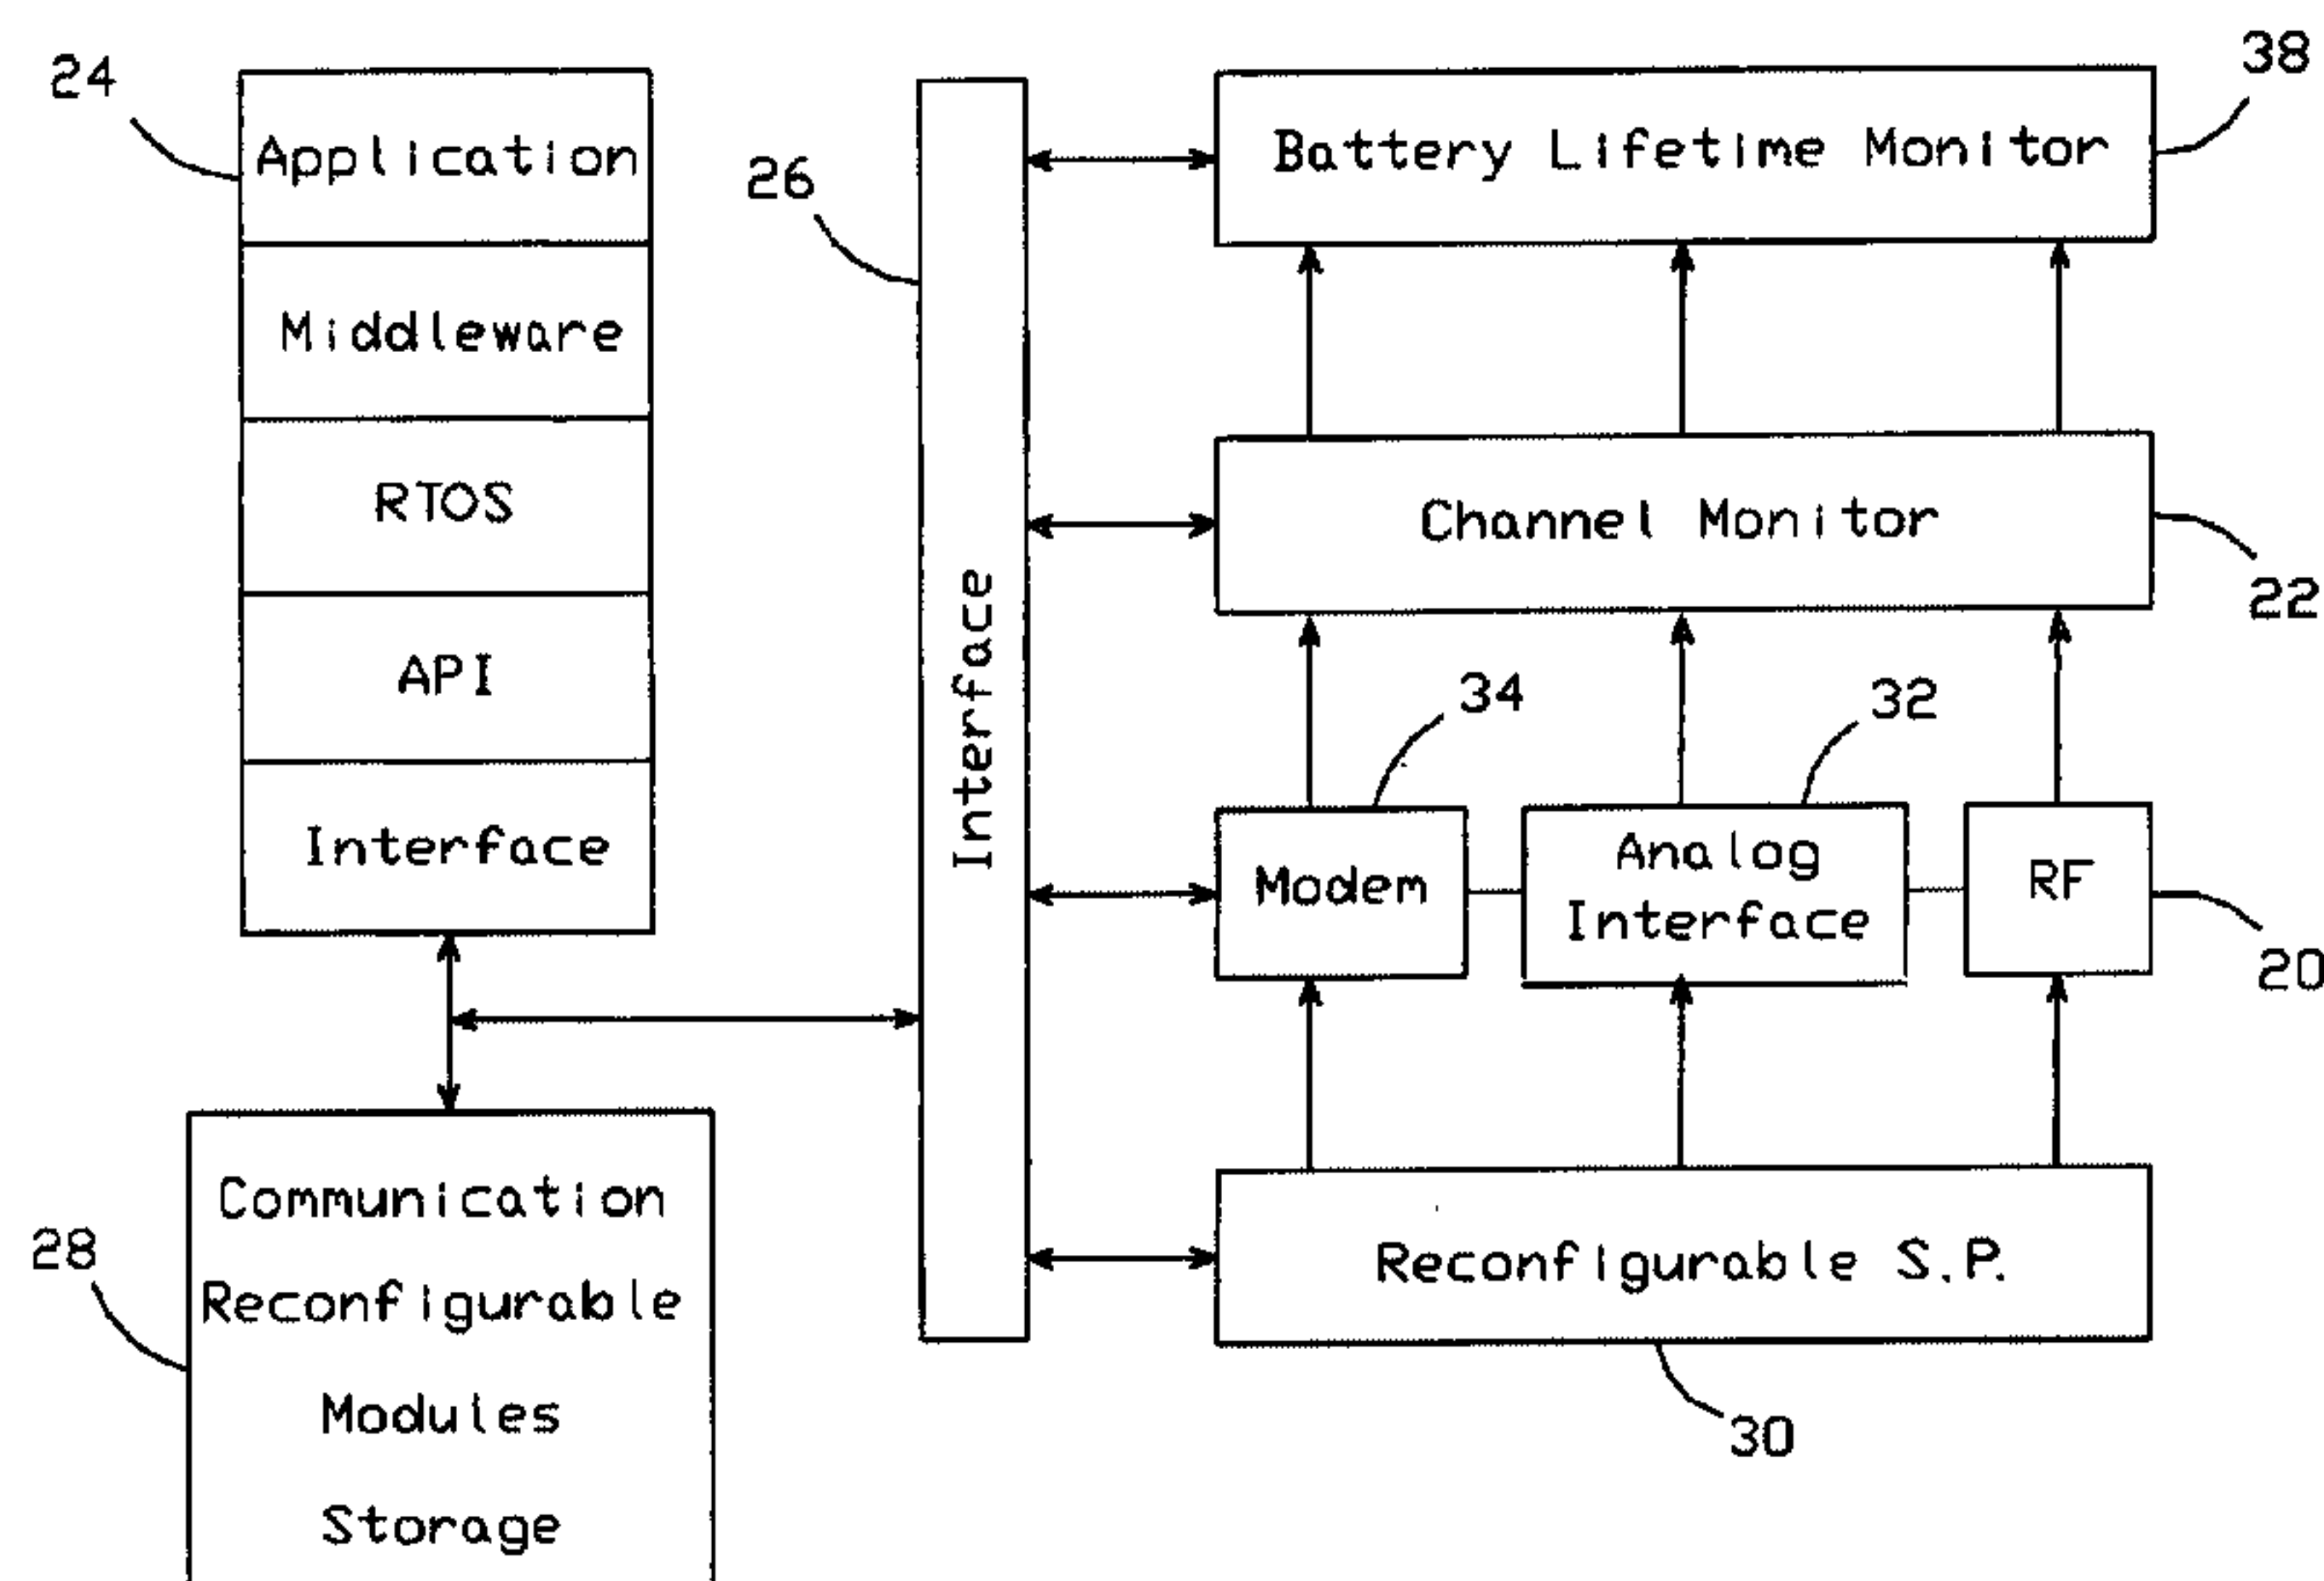 24
Application
Middleware
RTOS
API
Interface
28
Communication
Reconfigurable
Modules
Storage
26
Interface
38
Battery Lifetime Monitor
Channel Monitor
22
34
32
Modem
Analog
Interface
RF
20
Reconfigurable S.P.
30